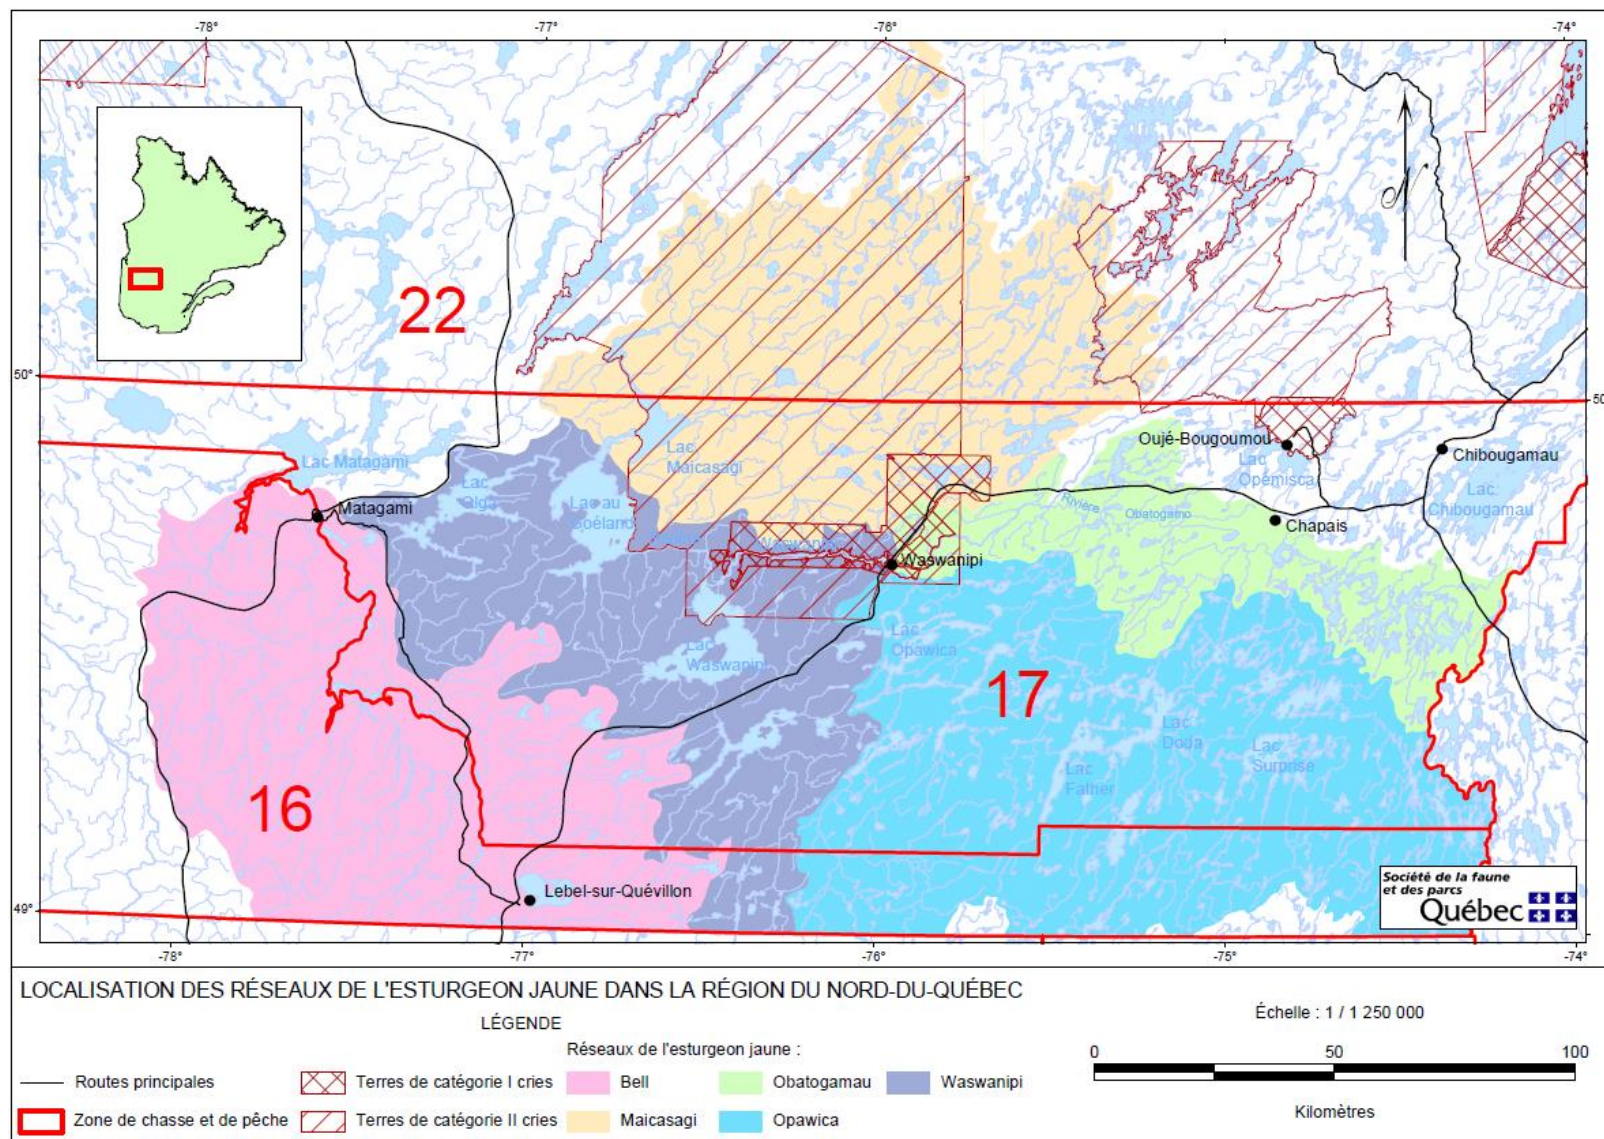 -78°
-77°
-76°
-74°
N
22
50°
50
Lac Matagami
Lac
Maicasagi
Oujé-Bougoumou
Chibougamau
Lac
Opémisca
Lac
Olga
Lac au
Goéland
Lac
Chibougamau
Matagami
Rivière
Obatogamo
Chapais
Waswanipi
Lac
Opawica
Lac
Waswanipi
17
Lac
Doda
Lac
Surprise
Lac
Father
16
Lebel-sur-Quévillon
49°
Société de la faune
et des parcs
Québec
-78°
-77°
-76°
-75°
-74°
LOCALISATION DES RÉSEAUX DE L'ESTURGEON JAUNE DANS LA RÉGION DU NORD-DU-QUÉBEC
LÉGENDE
Échelle : 1 / 1 250 000
Réseaux de l'esturgeon jaune :
0 50 100
Routes principales
Terres de catégorie I cries
Bell
Obatogamau
Waswanipi
Zone de chasse et de pêche
Terres de catégorie II cries
Maicasagi
Opawica
Kilomètres